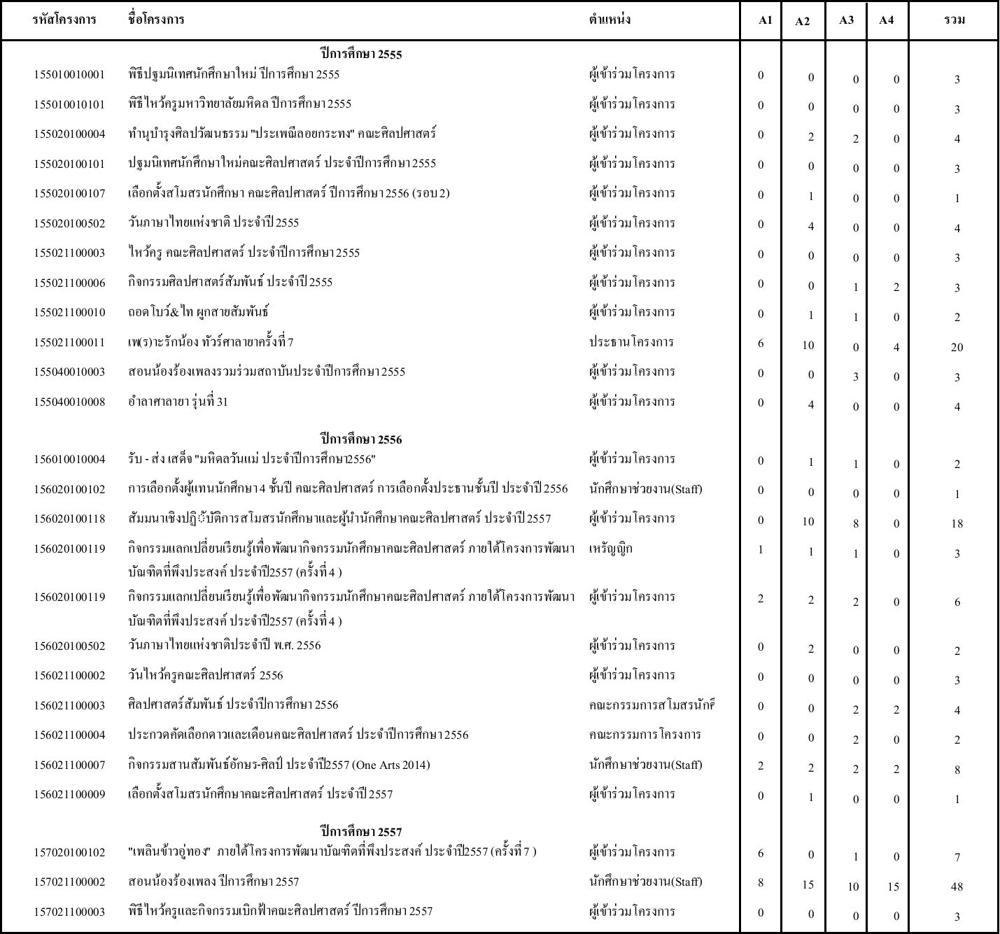 รหัสโครงการ ชื่อโครงการ ตำแหน่ง A1 A2 A3 A4 รวม
ปีการศึกษา 2555
155010010001 พิธีปฐมนิเทศนักศึกษาใหม่ ปีการศึกษา 2555 ผู้เข้าร่วมโครงการ 0 0 0 0 3
155010010101 พิธีไหว้ครูมหาวิทยาลัยมหิดล ปีการศึกษา 2555 ผู้เข้าร่วมโครงการ 0 0 0 0 3
155020100004 ทำนุบำรุงศิลปวัฒนธรรม "ประเพณีลอยกระทง" คณะศิลปศาสตร์ ผู้เข้าร่วมโครงการ 0 2 2 0 4
155020100101 ปฐมนิเทศนักศึกษาใหม่คณะศิลปศาสตร์ ประจำปีการศึกษา 2555 ผู้เข้าร่วมโครงการ 0 0 0 0 3
155020100107 เลือกตั้งสโมสรนักศึกษา คณะศิลปศาสตร์ ปีการศึกษา 2556 (รอบ 2) ผู้เข้าร่วมโครงการ 0 1 0 0 1
155020100502 วันภาษาไทยแห่งชาติ ประจำปี 2555 ผู้เข้าร่วมโครงการ 0 4 0 0 4
155021100003 ไหว้ครู คณะศิลปศาสตร์ ประจำปีการศึกษา 2555 ผู้เข้าร่วมโครงการ 0 0 0 0 3
155021100006 กิจกรรมศิลปศาสตร์สัมพันธ์ ประจำปี 2555 ผู้เข้าร่วมโครงการ 0 0 1 2 3
155021100010 ถอดโบว์& ไท ผูกสายสัมพันธ์ ผู้เข้าร่วมโครงการ 0 1 1 0 2
155021100011 เพ(ร)าะรักน้อง ทัวร์ศาลายาครั้งที่ 7 ประธานโครงการ 6 10 0 4 20
155040010003 สอนน้องร้องเพลงรวมร่วมสถาบันประจำปีการศึกษา 2555 ผู้เข้าร่วมโครงการ 0 0 3 0 3
155040010008 อำลาศาลายา รุ่นที่ 31 ผู้เข้าร่วมโครงการ 0 4 0 0 4
ปีการศึกษา 2556
156010010004 รับ - ส่ง เสด็จ "มหิดลวันแม่ ประจำปีการศึกษา2556" ผู้เข้าร่วมโครงการ 0 1 1 0 2
156020100102 การเลือกตั้งผู้แทนนักศึกษา 4 ชั้นปี คณะศิลปศาสตร์ การเลือกตั้งประธานชั้นปี ประจำปี 2556 นักศึกษาช่วยงาน(Staff) 0 0 0 0 1
156020100118 สัมมนาเชิงปฏิับัติการสโมสรนักศึกษาและผู้นำนักศึกษาคณะศิลปศาสตร์ ประจำปี 2557 ผู้เข้าร่วมโครงการ 0 10 8 0 18
156020100119 กิจกรรมแลกเปลี่ยนเรียนรู้เพื่อพัฒนากิจกรรมนักศึกษาคณะศิลปศาสตร์ ภายใต้โครงการพัฒนา เหรัญญิก 1 1 1 0 3
บัณฑิตที่พึงประสงค์ ประจำปี2557 (ครั้งที่ 4 )
156020100119 กิจกรรมแลกเปลี่ยนเรียนรู้เพื่อพัฒนากิจกรรมนักศึกษาคณะศิลปศาสตร์ ภายใต้โครงการพัฒนา ผู้เข้าร่วมโครงการ 2 2 2 0 6
บัณฑิตที่พึงประสงค์ ประจำปี2557 (ครั้งที่ 4 )
156020100502 วันภาษาไทยแห่งชาติประจำปี พ.ศ. 2556 ผู้เข้าร่วมโครงการ 0 2 0 0 2
156021100002 วันไหว้ครูคณะศิลปศาสตร์ 2556 ผู้เข้าร่วมโครงการ 0 0 0 0 3
156021100003 ศิลปศาสตร์สัมพันธ์ ประจำปีการศึกษา 2556 คณะกรรมการสโมสรนักศึ 0 0 2 2 4
156021100004 ประกวดคัดเลือกดาวและเดือนคณะศิลปศาสตร์ ประจำปีการศึกษา 2556 คณะกรรมการโครงการ 0 0 2 0 2
156021100007 กิจกรรมสานสัมพันธ์อักษร-ศิลป์ ประจำปี2557 (One Arts 2014) นักศึกษาช่วยงาน(Staff) 2 2 2 2 8
156021100009 เลือกตั้งสโมสรนักศึกษาคณะศิลปศาสตร์ ประจำปี 2557 ผู้เข้าร่วมโครงการ 0 1 0 0 1
ปีการศึกษา 2557
157020100102 "เพลินข้าวอู่ทอง" ภายใต้โครงการพัฒนาบัณฑิตที่พึงประสงค์ ประจำปี2557 (ครั้งที่ 7 ) ผู้เข้าร่วมโครงการ 6 0 1 0 7
157021100002 สอนน้องร้องเพลง ปีการศึกษา 2557 นักศึกษาช่วยงาน(Staff) 8 15 10 15 48
157021100003 พิธีไหว้ครูและกิจกรรมเบิกฟ้าคณะศิลปศาสตร์ ปีการศึกษา 2557 ผู้เข้าร่วมโครงการ 0 0 0 0 3